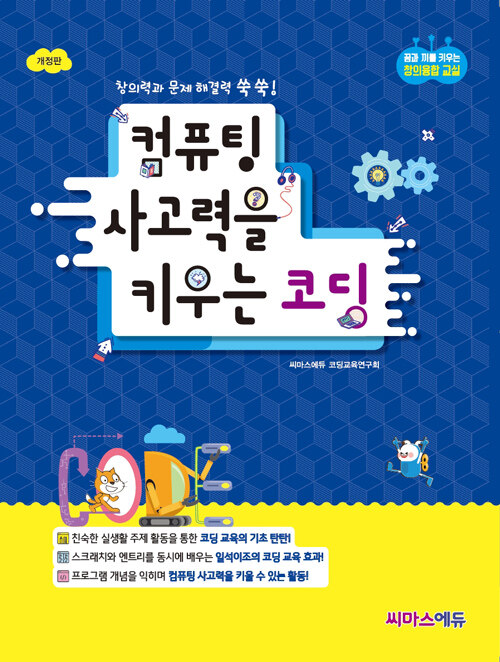 개정판
꿈과 끼를 키우는
창의융합 교실
창의력과 문제 해결력 쑥쑥!
컴퓨팅
사고력을
키우는 코딩
씨마스에듀 코딩교육연구회
CODE
친숙한 실생활 주제 활동을 통한 코딩 교육의 기초 탄탄!
스크래치와 엔트리를 동시에 배우는 일석이조의 코딩 교육 효과!
프로그램 개념을 익히며 컴퓨팅 사고력을 키울 수 있는 활동!
씨마스에듀